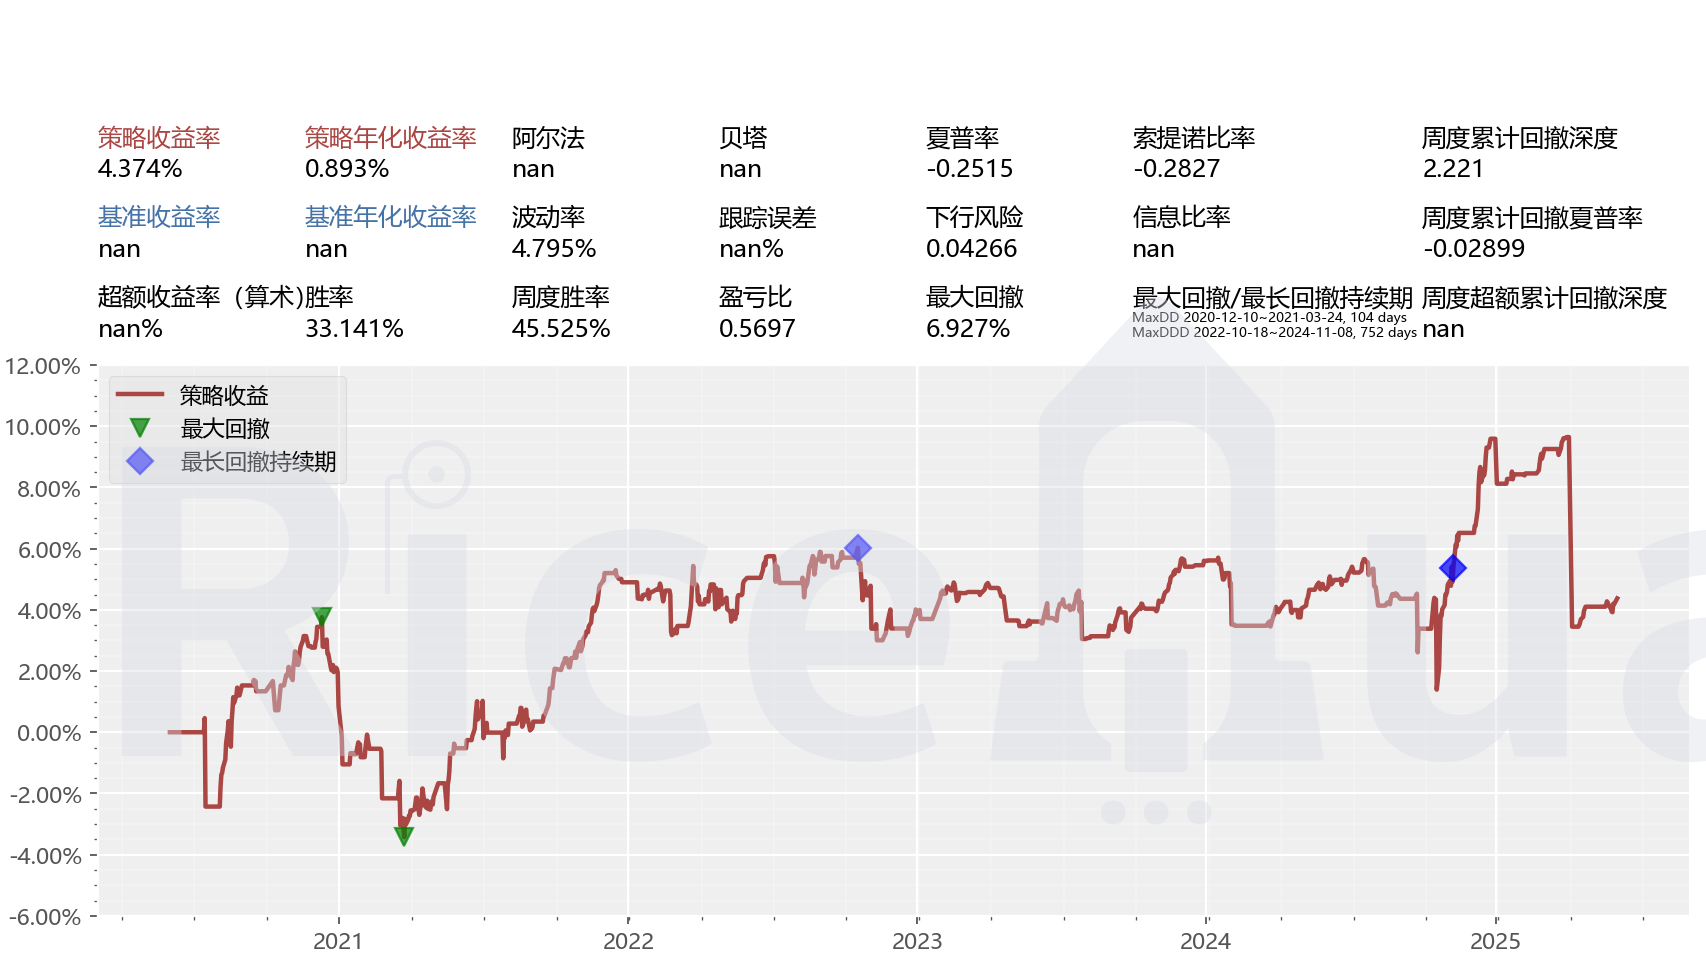 策略收益率 策略年化收益率 阿尔法 贝塔 夏普率 索提诺比率 周度累计回撤深度
4.374% 0.893% nan nan -0.2515 -0.2827 2.221
基准收益率 基准年化收益率 波动率 跟踪误差 下行风险 信息比率 周度累计回撤夏普率
nan nan 4.795% nan% 0.04266 nan -0.02899
超额收益率（算术）胜率 周度胜率 盈亏比 最大回撤 最大回撤/最长回撤持续期 周度超额累计回撤深度
nan% 33.141% 45.525% 0.5697 6.927% MaxDD 2020-12-10~2021-03-24, 104 days nan
MaxDDD 2022-10-18~2024-11-08, 752 days
12.00%
策略收益
10.00%
最大回撤
最长回撤持续期
8.00%
6.00%
4.00%
2.00%
0.00%
-2.00%
-4.00%
-6.00%
2021 2022 2023 2024 2025
RiceQua